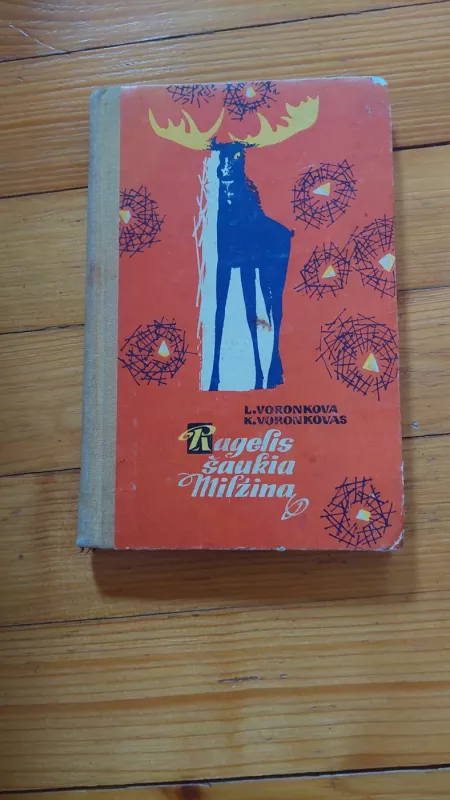 L.VORONKOVA
K.VORONKOVAS
Ragelis
šaukia
Milžiną